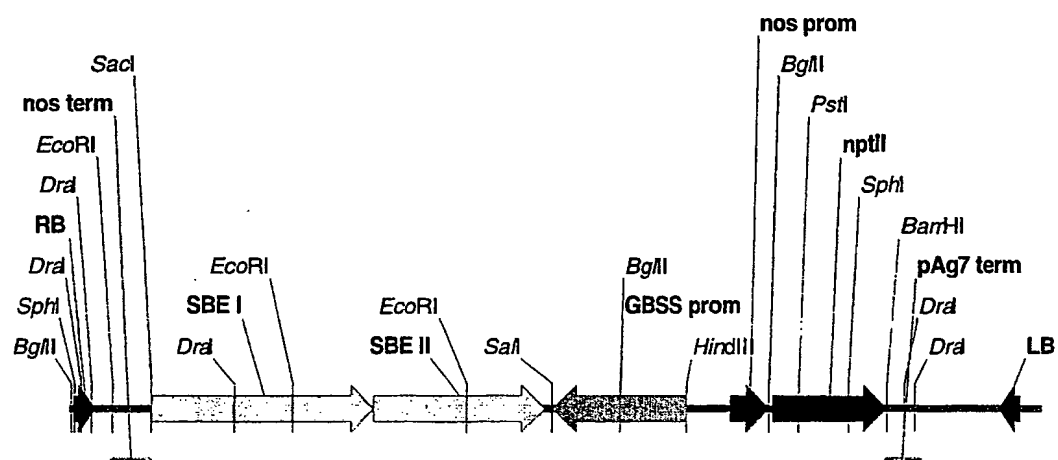 nos prom
SacI
BglII
nos term
PstI
EcoRI
nptII
DraI
SphI
RB
BamHI
DraI
EcoRI
BglII
pAg7 term
SphI
SBE I
EcoRI
GBSS prom
DraI
BglII
DraI
SBE II
SalI
HindIII
DraI
LB